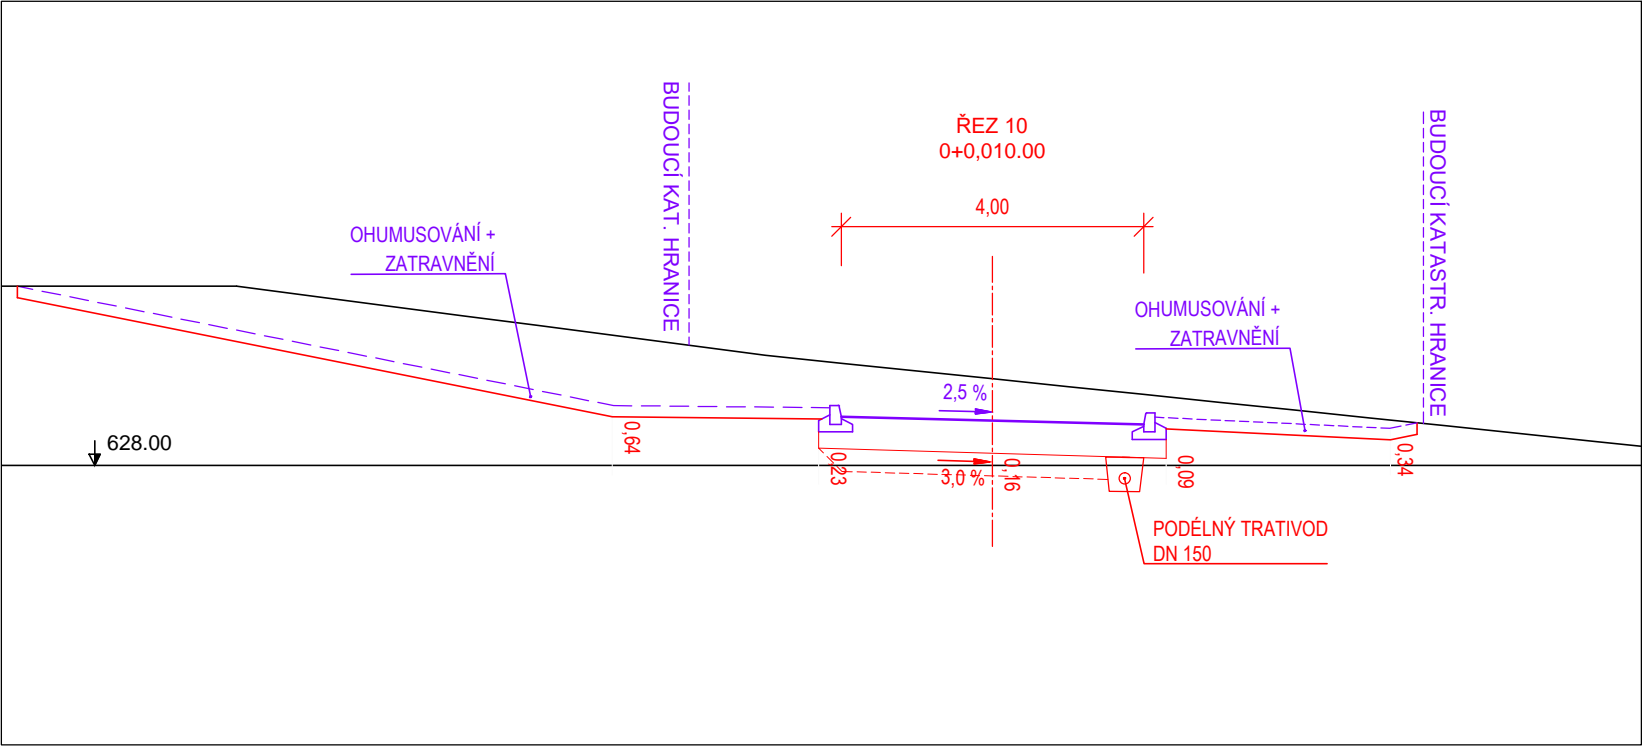 BUDOUCÍ KAT. HRANICE
ŘEZ 10
0+0,010.00
BUDOUCÍ KATASTR. HRANICE
4,00
OHUMUSOVÁNÍ +
ZATRAVNĚNÍ
OHUMUSOVÁNÍ +
ZATRAVNĚNÍ
2,5 %
628.00
0,64
0,23
3,0 %
0,16
0,09
0,34
PODÉLNÝ TRATIVOD
DN 150